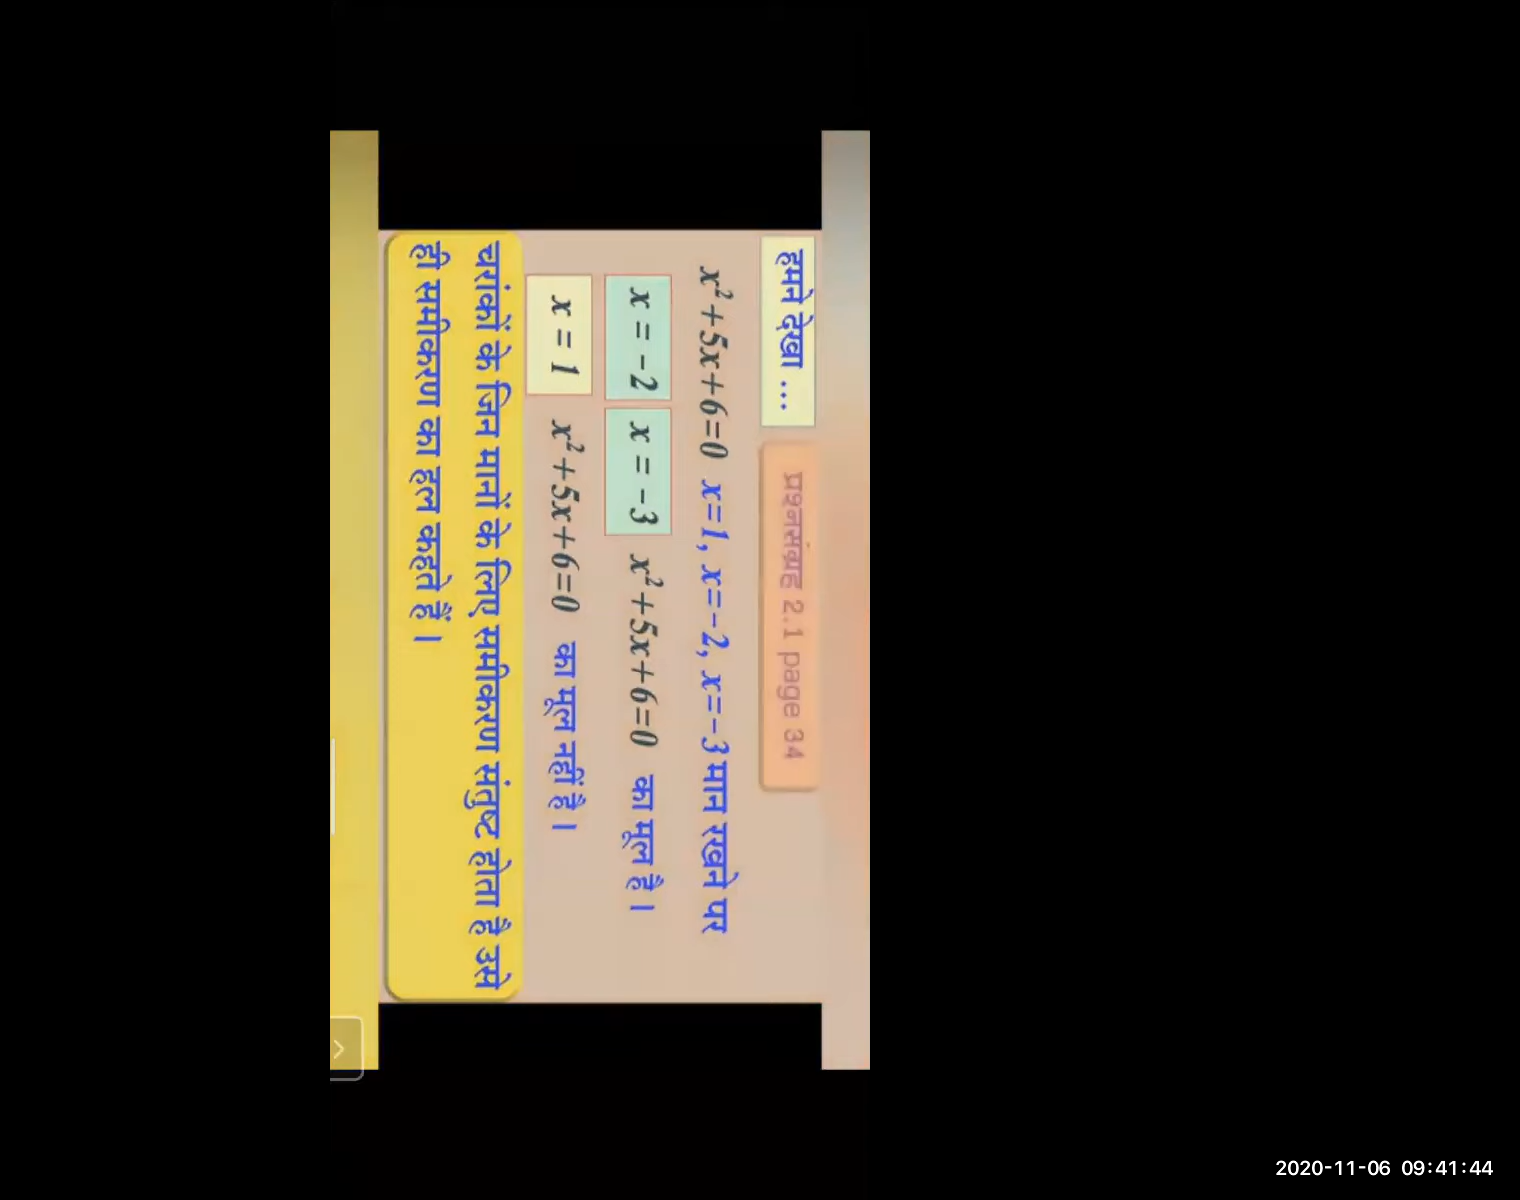 हमने देखा ...
प्रश्नसंग्रह 2.1 page 34
x²+5x+6=0 x=1, x=-2, x=-3 मान रखने पर
x = -2 x = -3 x²+5x+6=0 का मूल है।
x = 1 x²+5x+6=0 का मूल नहीं है।
चरांकों के जिन मानों के लिए समीकरण संतुष्ट होता है उसे
ही समीकरण का हल कहते हैं।
2020-11-06 09:41:44